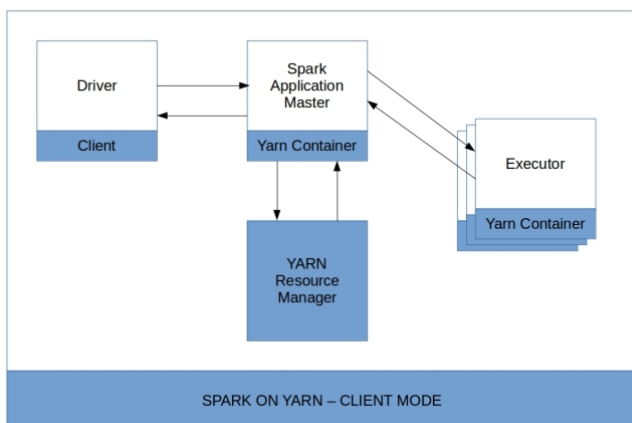 Driver
Client
Spark
Application
Master
Yarn Container
Executor
Yarn Container
YARN
Resource
Manager
SPARK ON YARN – CLIENT MODE